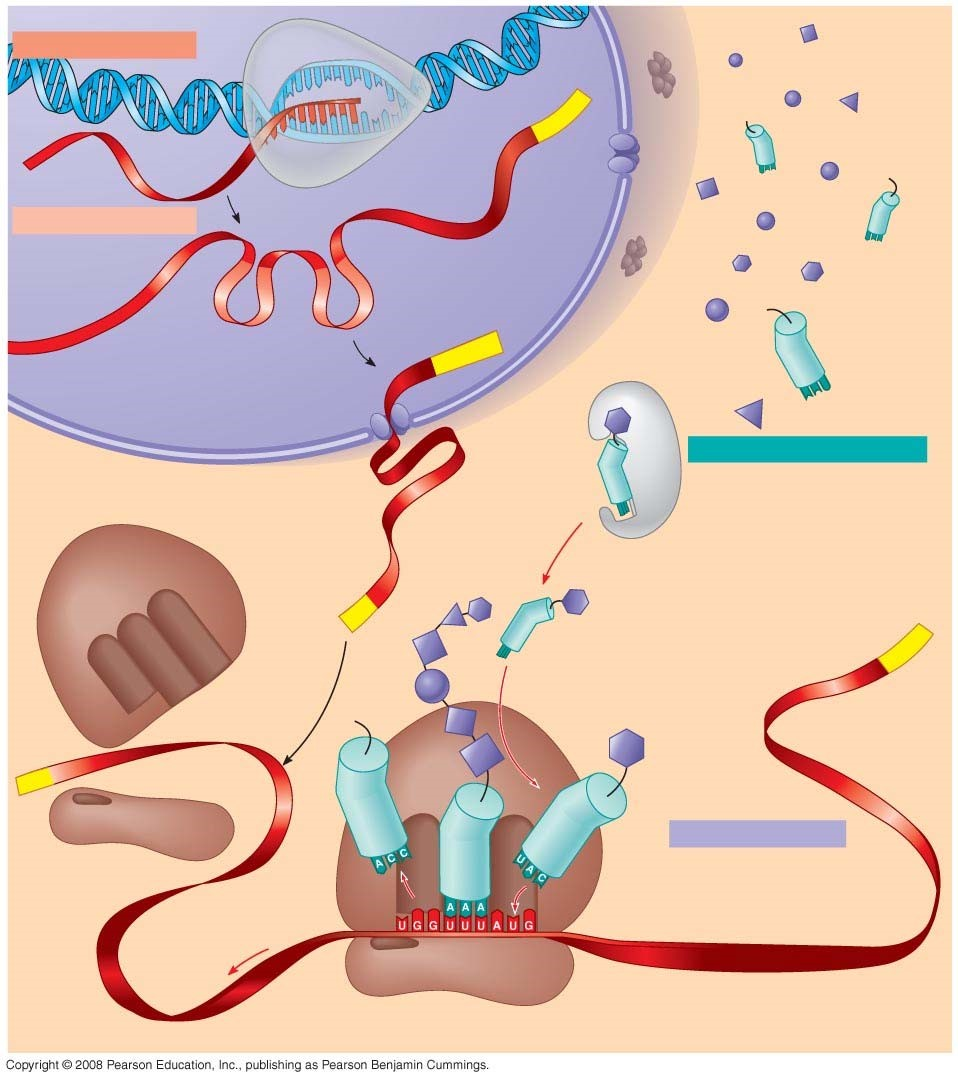 A C C
U A C
A A A
U G G U U U A U G
Copyright © 2008 Pearson Education, Inc., publishing as Pearson Benjamin Cummings.